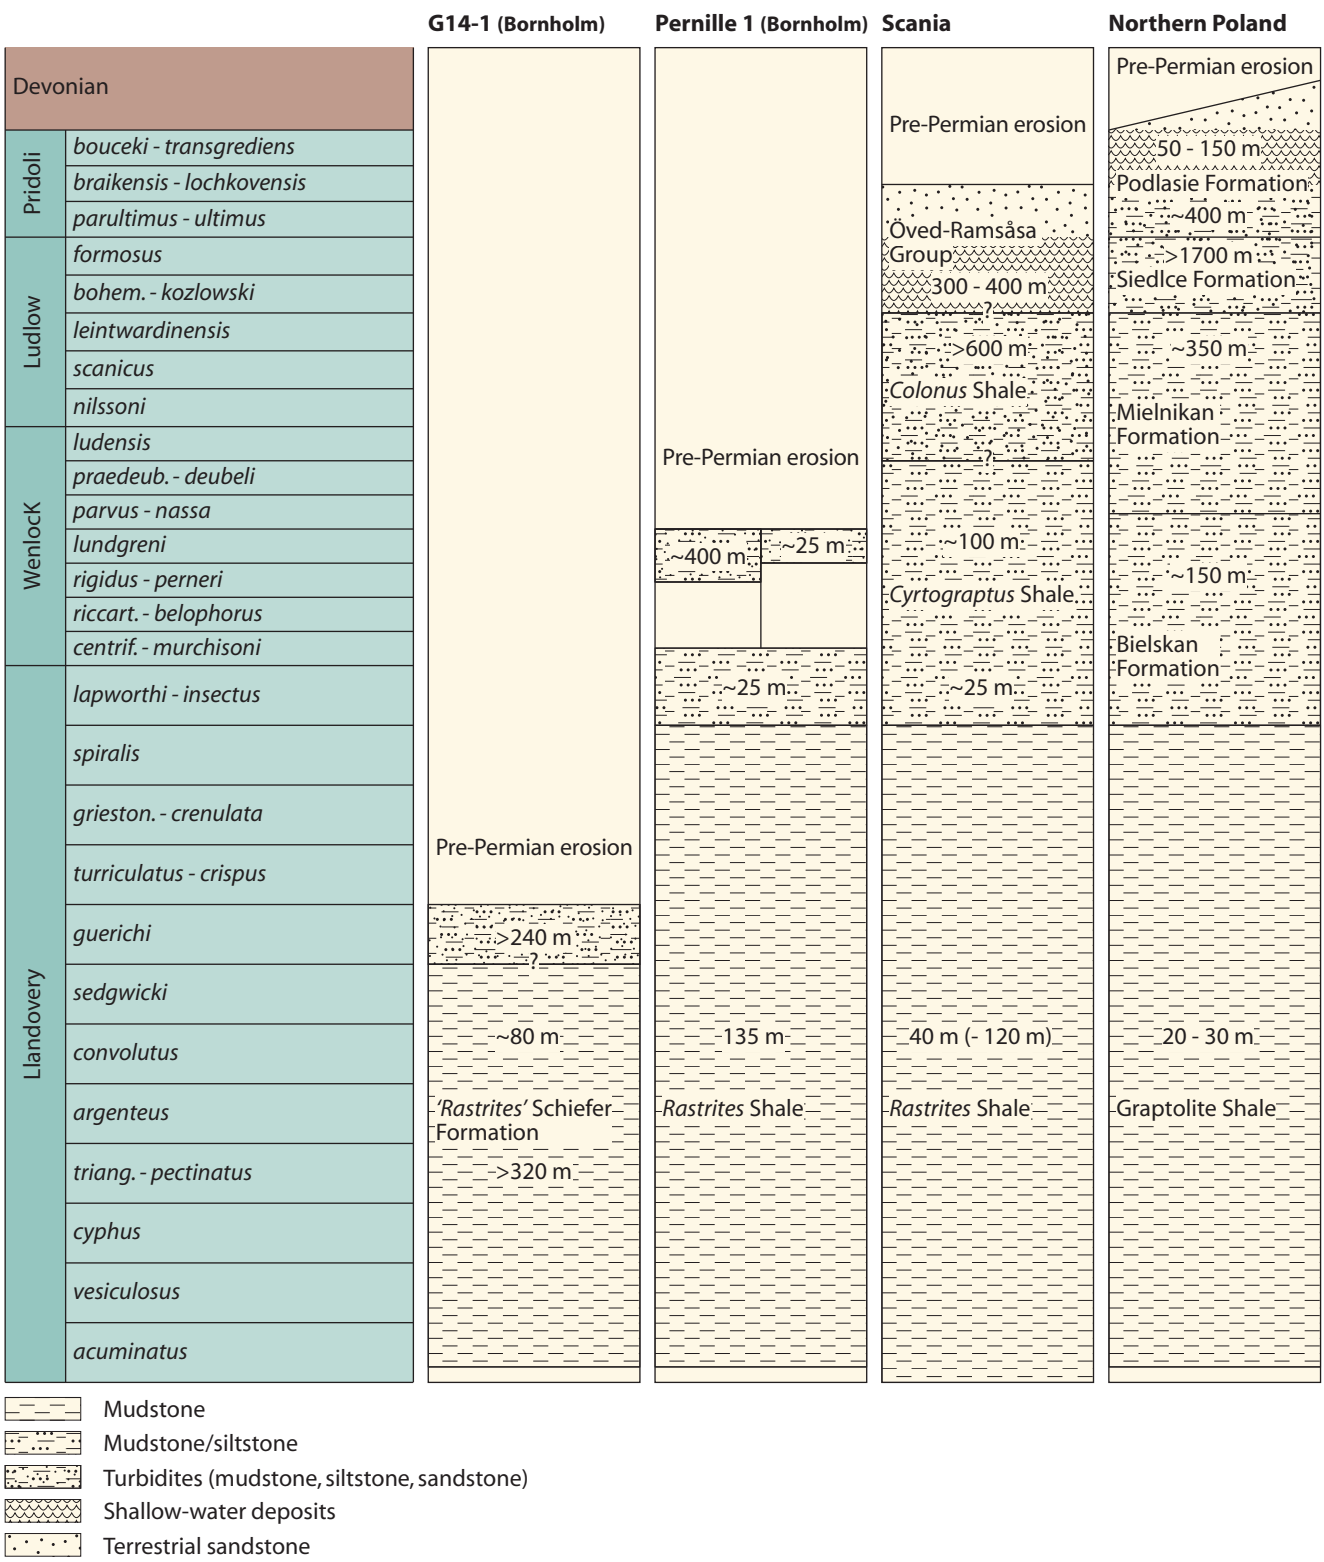 G14-1 (Bornholm)
Pernille 1 (Bornholm)
Scania
Northern Poland
Devonian
Pridoli
bouceki - transgrediens
braikensis - lochkovensis
parultimus - ultimus
Ludlow
formosus
bohem. - kozlowski
leintwardinensis
scanicus
nilssoni
WenlocK
ludensis
praedeub. - deubeli
parvus - nassa
lundgreni
rigidus - perneri
riccart. - belophorus
centrif. - murchisoni
Llandovery
lapworthi - insectus
spiralis
grieston. - crenulata
turriculatus - crispus
guerichi
sedgwicki
convolutus
argenteus
triang. - pectinatus
cyphus
vesiculosus
acuminatus
Pre-Permian erosion
>240 m
?
~80 m
'Rastrites' Schiefer
Formation
>320 m
Pre-Permian erosion
~400 m
~25 m
~25 m
135 m
Rastrites Shale
Pre-Permian erosion
Öved-Ramsåsa
Group
300 - 400 m
?
>600 m
Colonus Shale
?
~100 m
Cyrtograptus Shale
~25 m
40 m (- 120 m)
Rastrites Shale
Pre-Permian erosion
50 - 150 m
Podlasie Formation
~400 m
>1700 m
Siedlce Formation
~350 m
Mielnikan
Formation
~150 m
Bielskan
Formation
20 - 30 m
Graptolite Shale
Mudstone
Mudstone/siltstone
Turbidites (mudstone, siltstone, sandstone)
Shallow-water deposits
Terrestrial sandstone